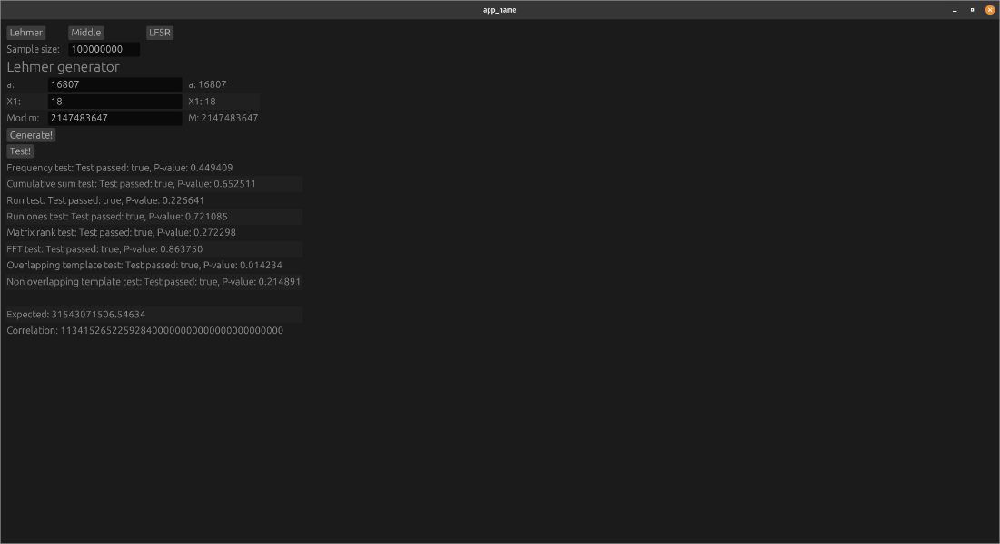 app_name
Lehmer Middle LFSR
Sample size: 100000000
Lehmer generator
a: 16807 a: 16807
X1: 18 X1: 18
Mod m: 2147483647 M: 2147483647
Generate!
Test!
Frequency test: Test passed: true, P-value: 0.449409
Cumulative sum test: Test passed: true, P-value: 0.652511
Run test: Test passed: true, P-value: 0.226641
Run ones test: Test passed: true, P-value: 0.721085
Matrix rank test: Test passed: true, P-value: 0.272298
FFT test: Test passed: true, P-value: 0.863750
Overlapping template test: Test passed: true, P-value: 0.014234
Non overlapping template test: Test passed: true, P-value: 0.214891
Expected: 31543071506.54634
Correlation: 1134152652259284000000000000000000000000